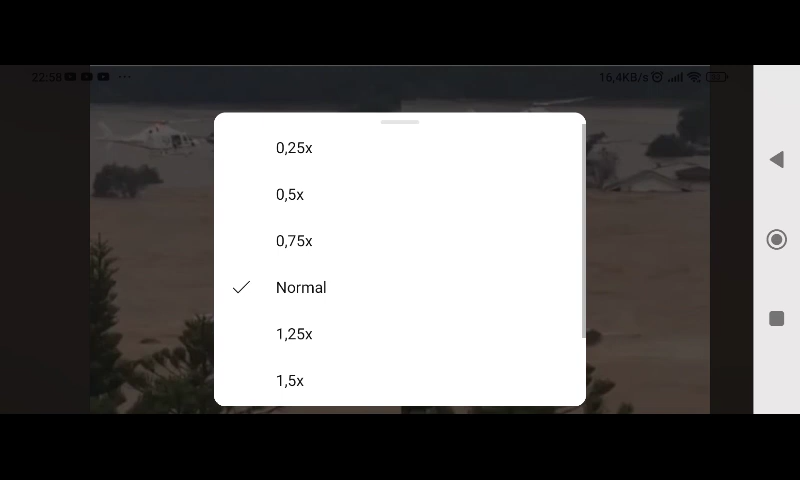 22:58 ...
16,4KB/s
0,25x
0,5x
0,75x
Normal
1,25x
1,5x